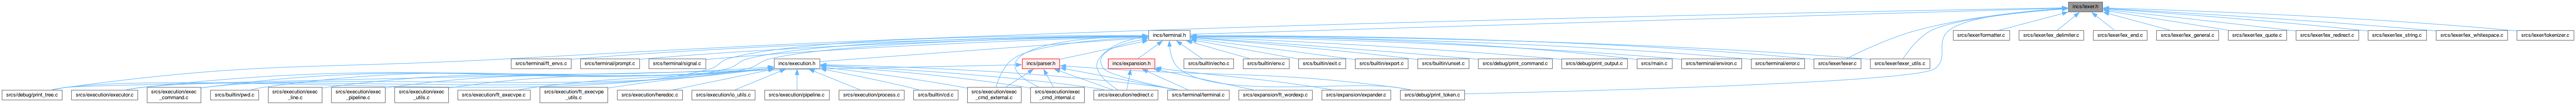 incs/lexer.h
incs/terminal.h
srcs/lexer/formatter.c
srcs/lexer/lex_delimiter.c
srcs/lexer/lex_end.c
srcs/lexer/lex_general.c
srcs/lexer/lex_quote.c
srcs/lexer/lex_redirect.c
srcs/lexer/lex_string.c
srcs/lexer/lex_whitespace.c
srcs/lexer/tokenizer.c
srcs/terminal/ft_envs.c
srcs/terminal/prompt.c
srcs/terminal/signal.c
incs/execution.h
incs/parser.h
incs/expansion.h
srcs/builtin/echo.c
srcs/builtin/env.c
srcs/builtin/exit.c
srcs/builtin/export.c
srcs/builtin/unset.c
srcs/debug/print_command.c
srcs/debug/print_output.c
srcs/main.c
srcs/terminal/environ.c
srcs/terminal/error.c
srcs/lexer/lexer.c
srcs/lexer/lexer_utils.c
srcs/debug/print_tree.c
srcs/execution/executor.c
srcs/execution/exec
_command.c
srcs/builtin/pwd.c
srcs/execution/exec
_line.c
srcs/execution/exec
_pipeline.c
srcs/execution/exec
_utils.c
srcs/execution/ft_execvpe.c
srcs/execution/ft_execvpe
_utils.c
srcs/execution/heredoc.c
srcs/execution/io_utils.c
srcs/execution/pipeline.c
srcs/execution/process.c
srcs/builtin/cd.c
srcs/execution/exec
_cmd_external.c
srcs/execution/exec
_cmd_internal.c
srcs/execution/redirect.c
srcs/terminal/terminal.c
srcs/expansion/ft_wordexp.c
srcs/expansion/expander.c
srcs/debug/print_token.c